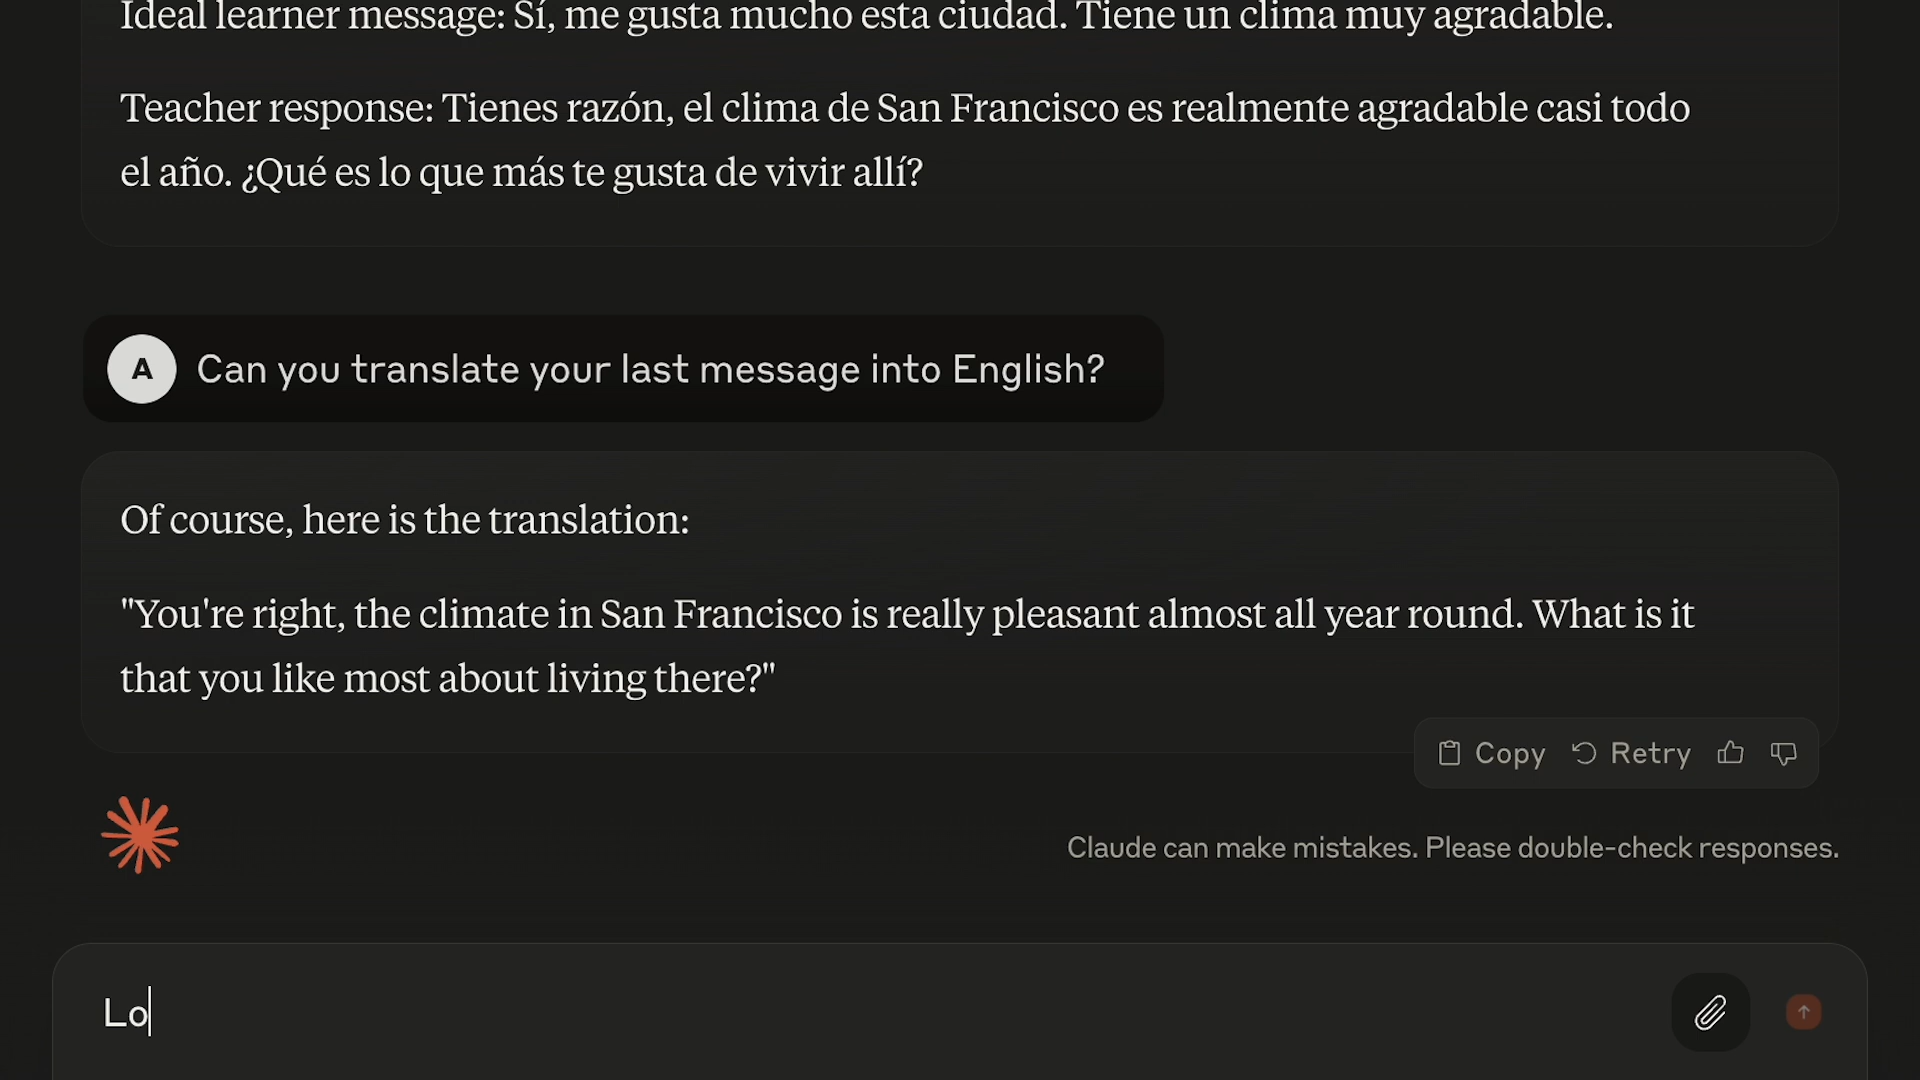 Ideal learner message: Sí, me gusta mucho esta ciudad. Tiene un clima muy agradable.
Teacher response: Tienes razón, el clima de San Francisco es realmente agradable casi todo
el año. ¿Qué es lo que más te gusta de vivir allí?
A Can you translate your last message into English?
Of course, here is the translation:
"You're right, the climate in San Francisco is really pleasant almost all year round. What is it
that you like most about living there?"
Copy Retry
Claude can make mistakes. Please double-check responses.
Lo